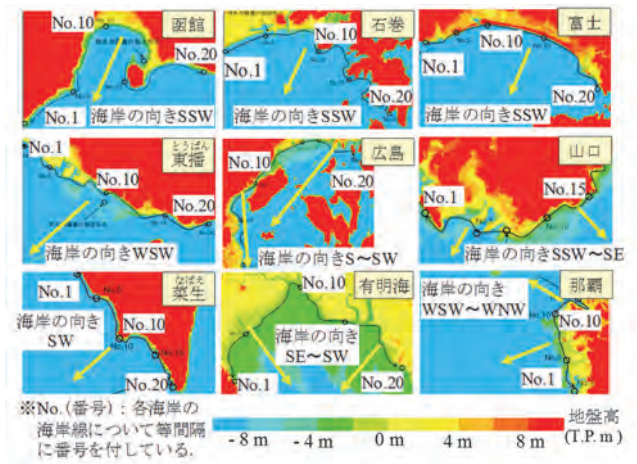 函館
No.10
No.20
No.1
海岸の向きSSW
石巻
No.10
No.1
No.20
海岸の向きSSW
富士
No.10
No.1
No.20
海岸の向きSSW
とうばん
東播
No.1
No.10
No.20
海岸の向きWSW
広島
No.10
No.20
No.1
海岸の向きS~SW
山口
No.1
No.15
海岸の向き SSW~SE
なばえ
菜生
No.1
海岸の向き
SW
No.10
No.20
有明海
No.10
海岸の向き
SE~SW
No.1
No.20
那覇
海岸の向き
WSW~WNW
No.10
No.1
※No.(番号):各海岸の
海岸線について等間隔
に番号を付している.
-8 m -4 m 0 m 4 m 8 m
地盤高
(T.P. m)